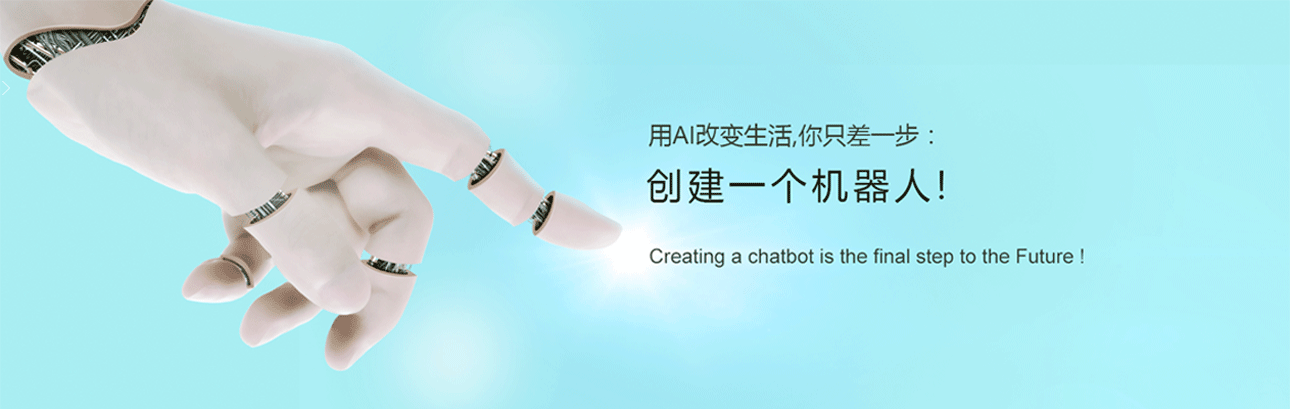 用AI改变生活,你只差一步：
创建一个机器人!
Creating a chatbot is the final step to the Future !